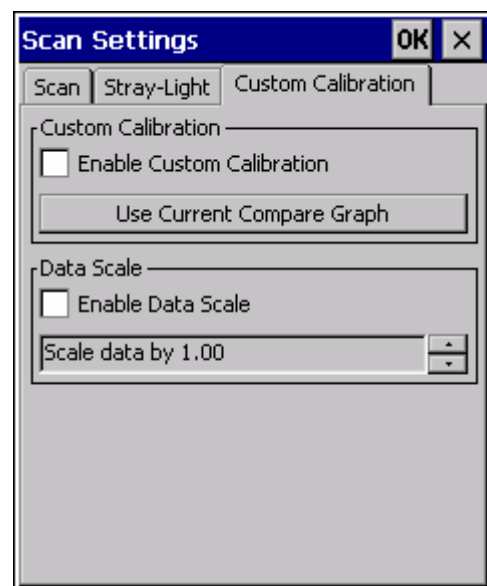 Scan Settings OK ×
Scan Stray-Light Custom Calibration
Custom Calibration
Enable Custom Calibration
Use Current Compare Graph
Data Scale
Enable Data Scale
Scale data by 1.00